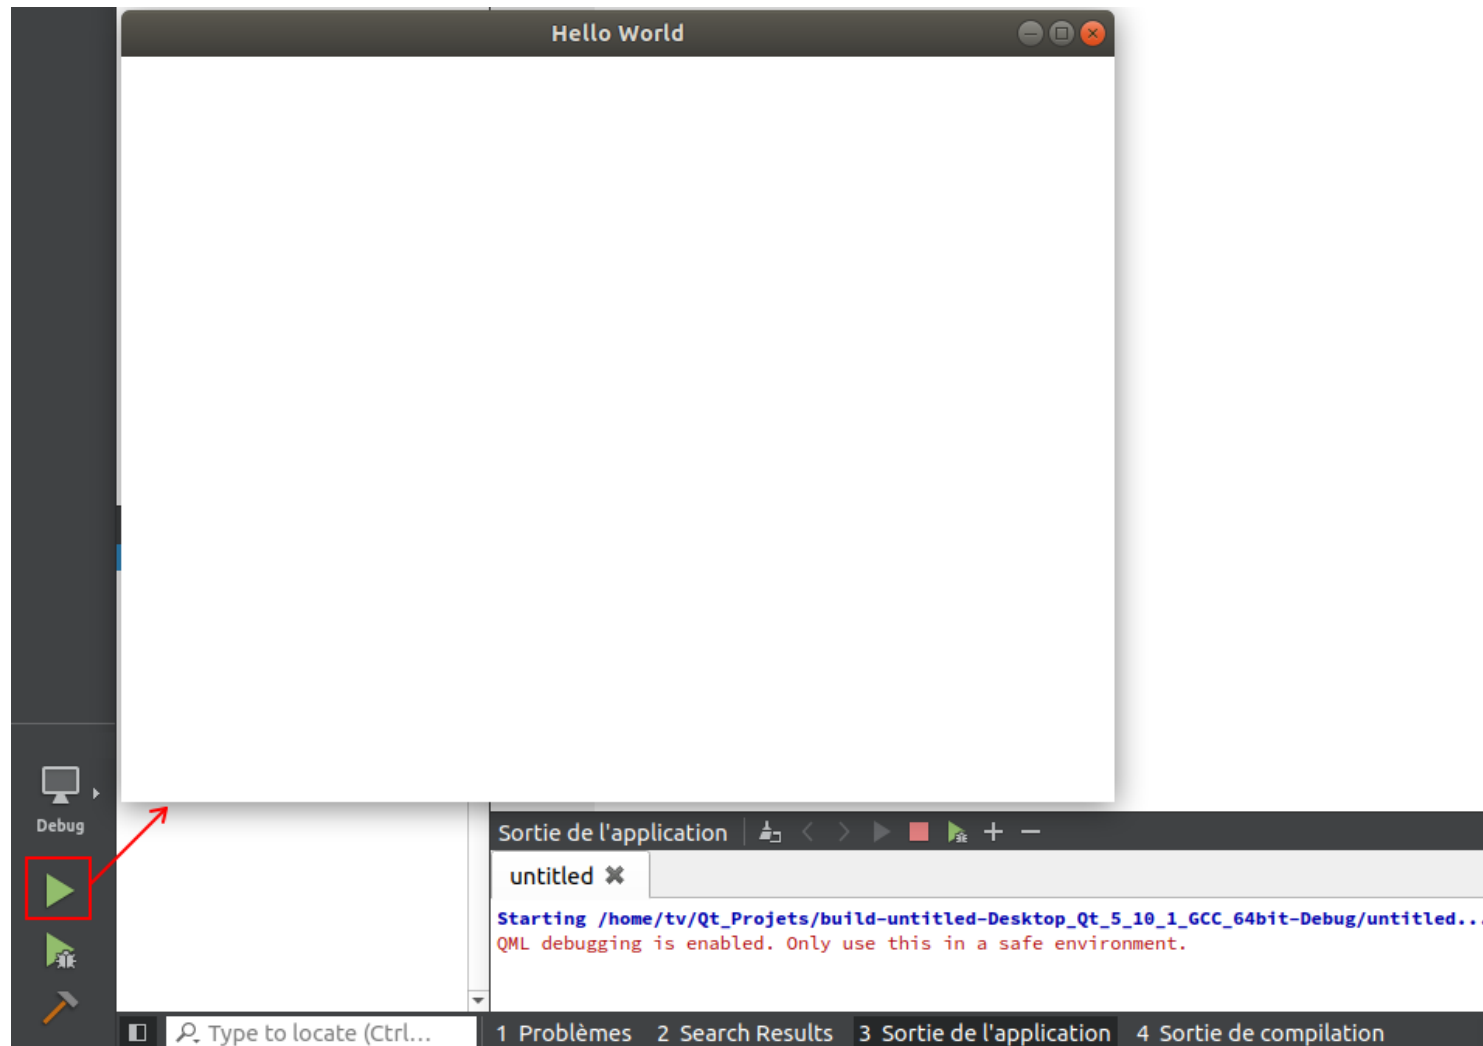 Hello World
Debug
Sortie de l'application
untitled
Starting /home/tv/Qt_Projets/build-untitled-Desktop_Qt_5_10_1_GCC_64bit-Debug/untitled...
QML debugging is enabled. Only use this in a safe environment.
Type to locate (Ctrl...
1 Problèmes 2 Search Results 3 Sortie de l'application 4 Sortie de compilation